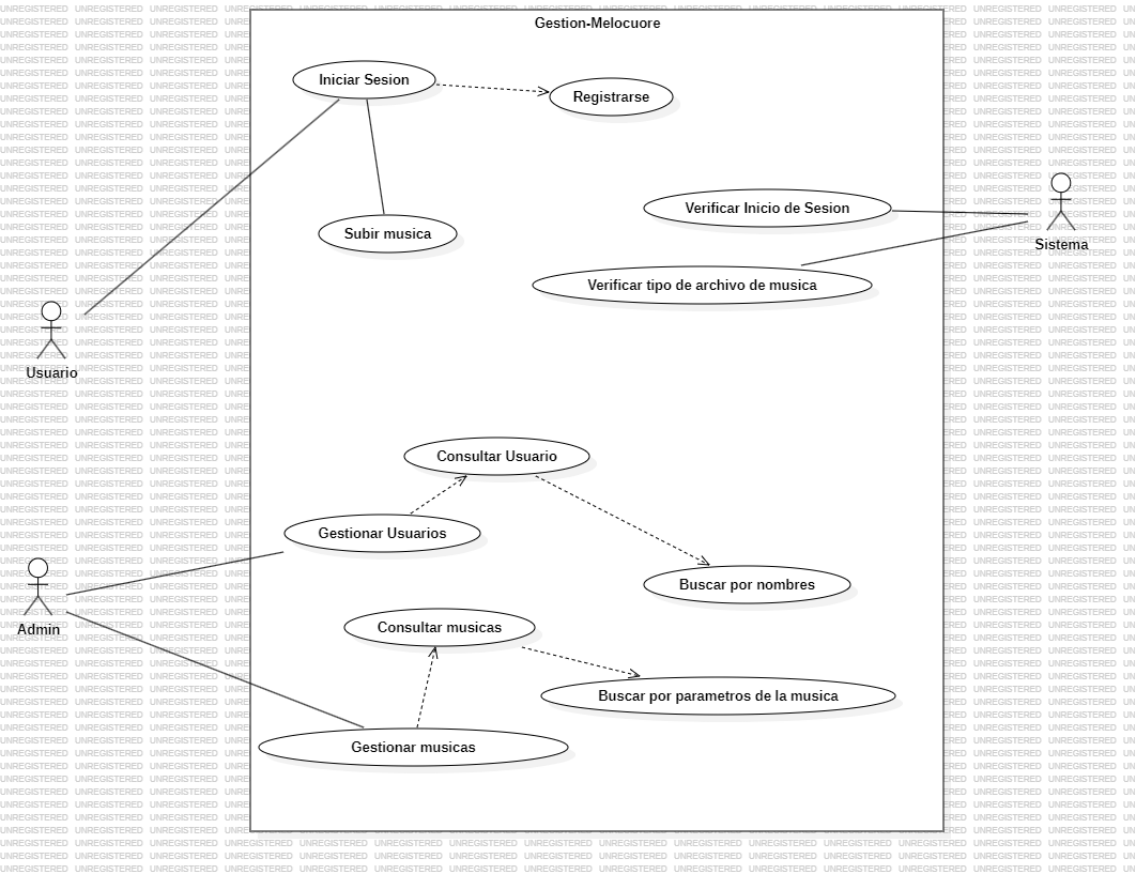 Gestion-Melocuore
Iniciar Sesion
Registrarse
Verificar Inicio de Sesion
Subir musica
Sistema
Verificar tipo de archivo de musica
Usuario
Consultar Usuario
Gestionar Usuarios
Buscar por nombres
Consultar musicas
Admin
Buscar por parametros de la musica
Gestionar musicas
UNREGISTERED